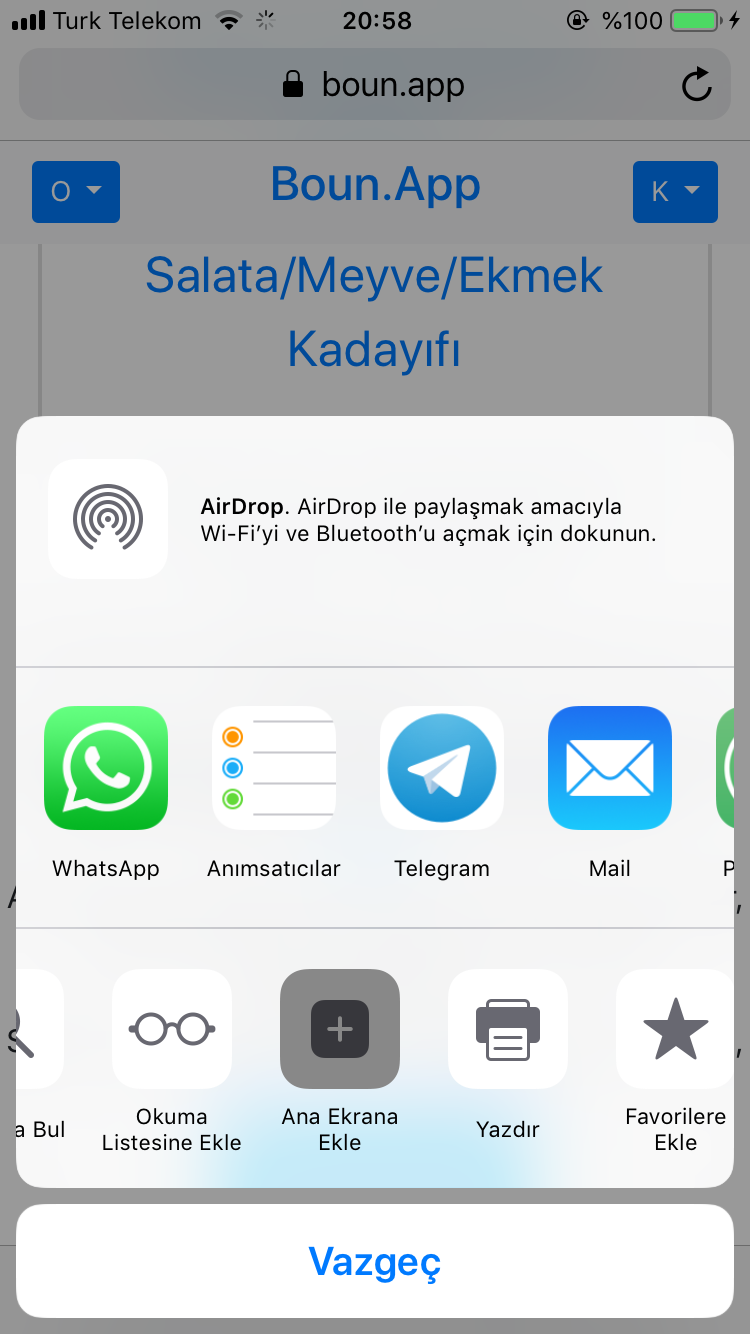 Turk Telekom 20:58 %100
boun.app
O Boun.App K
Salata/Meyve/Ekmek
Kadayıfı
AirDrop. AirDrop ile paylaşmak amacıyla
Wi-Fi’yi ve Bluetooth’u açmak için dokunun.
WhatsApp Anımsatıcılar Telegram Mail
a Bul
Okuma
Listesine Ekle
Ana Ekrana
Ekle
Yazdır
Favorilere
Ekle
Vazgeç